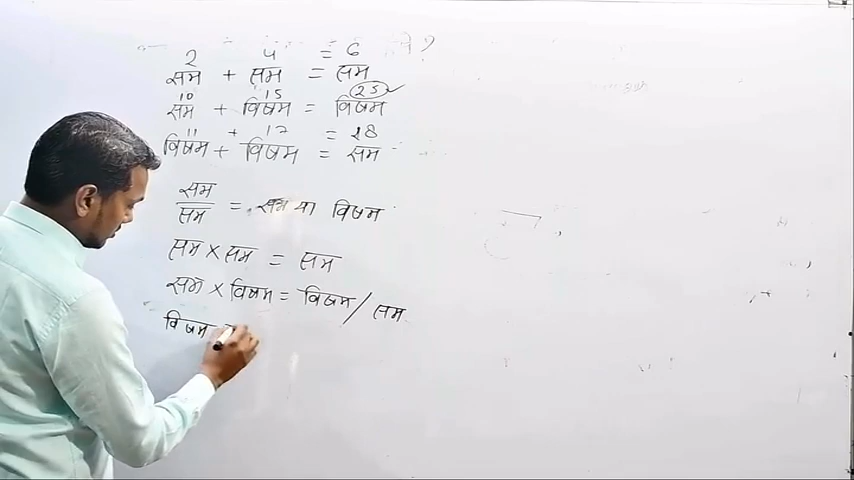 2 4 = 6
सम + सम = सम
10 15 25
सम + विषम = विषम
11 + 17 = 28
विषम + विषम = सम
सम
सम = सम या विषम
सम × सम = सम
सम × विषम = विषम / सम
विषम